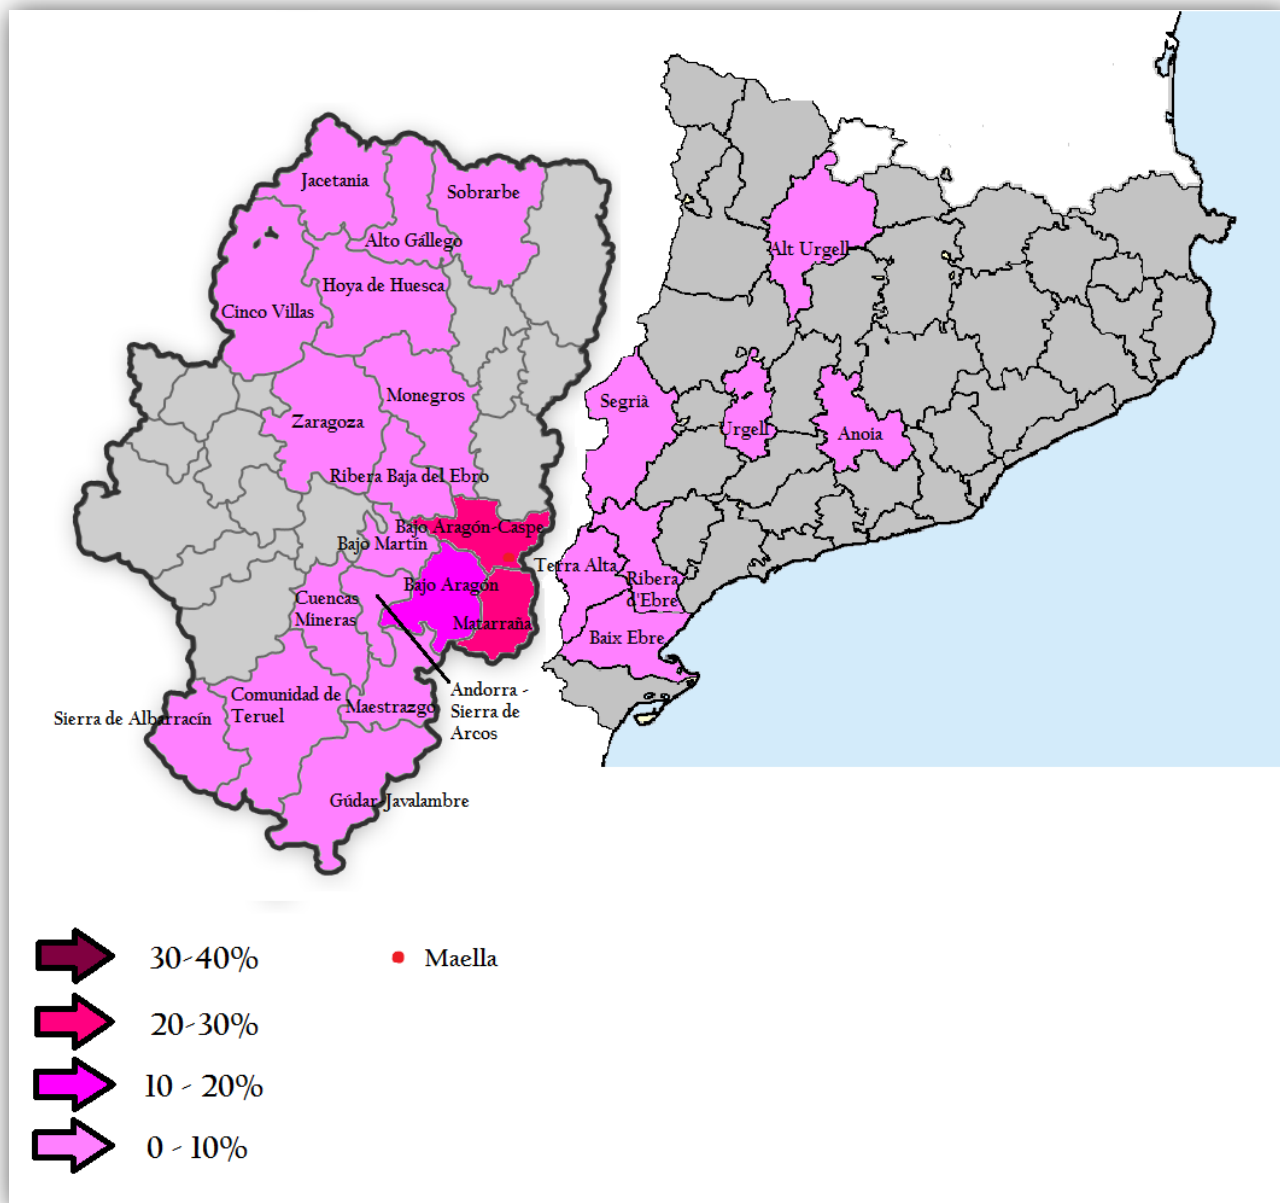 Jacetania
Sobrarbe
Alto Gállego
Hoya de Huesca
Cinco Villas
Monegros
Zaragoza
Ribera Baja del Ebro
Bajo Aragón-Caspe
Bajo Martín
Bajo Aragón
Cuencas
Mineras
Matarraña
Comunidad de
Teruel
Maestrazgo
Sierra de Albarracín
Andorra -
Sierra de
Arcos
Gúdar Javalambre
Alt Urgell
Segrià
Urgell
Anoia
Terra Alta
Ribera
d'Ebre
Baix Ebre
30-40%
Maella
20-30%
10 - 20%
0 - 10%